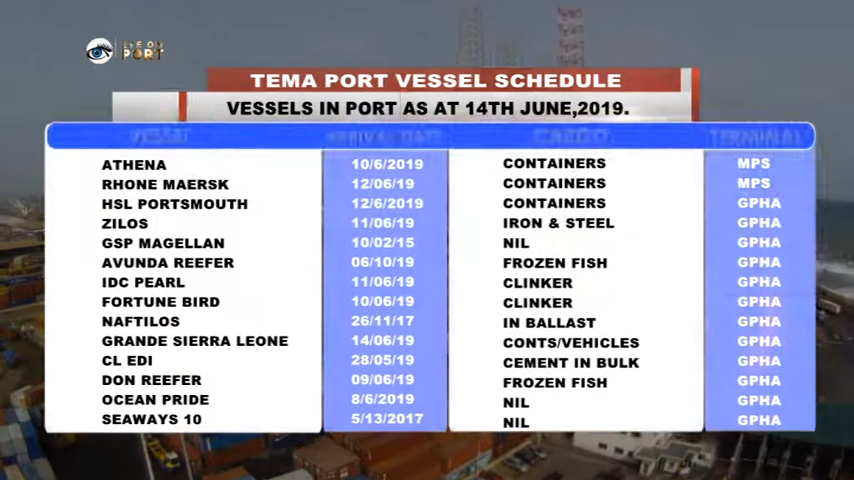 EYE ON
PORT
TEMA PORT VESSEL SCHEDULE
VESSELS IN PORT AS AT 14TH JUNE,2019.
VESSEL ARRIVAL DATE CARGO TERMINAL
ATHENA 10/6/2019 CONTAINERS MPS
RHONE MAERSK 12/06/19 CONTAINERS MPS
HSL PORTSMOUTH 12/6/2019 CONTAINERS GPHA
ZILOS 11/06/19 IRON & STEEL GPHA
GSP MAGELLAN 10/02/15 NIL GPHA
AVUNDA REEFER 06/10/19 FROZEN FISH GPHA
IDC PEARL 11/06/19 CLINKER GPHA
FORTUNE BIRD 10/06/19 CLINKER GPHA
NAFTILOS 26/11/17 IN BALLAST GPHA
GRANDE SIERRA LEONE 14/06/19 CONTS/VEHICLES GPHA
CL EDI 28/05/19 CEMENT IN BULK GPHA
DON REEFER 09/06/19 FROZEN FISH GPHA
OCEAN PRIDE 8/6/2019 NIL GPHA
SEAWAYS 10 5/13/2017 NIL GPHA